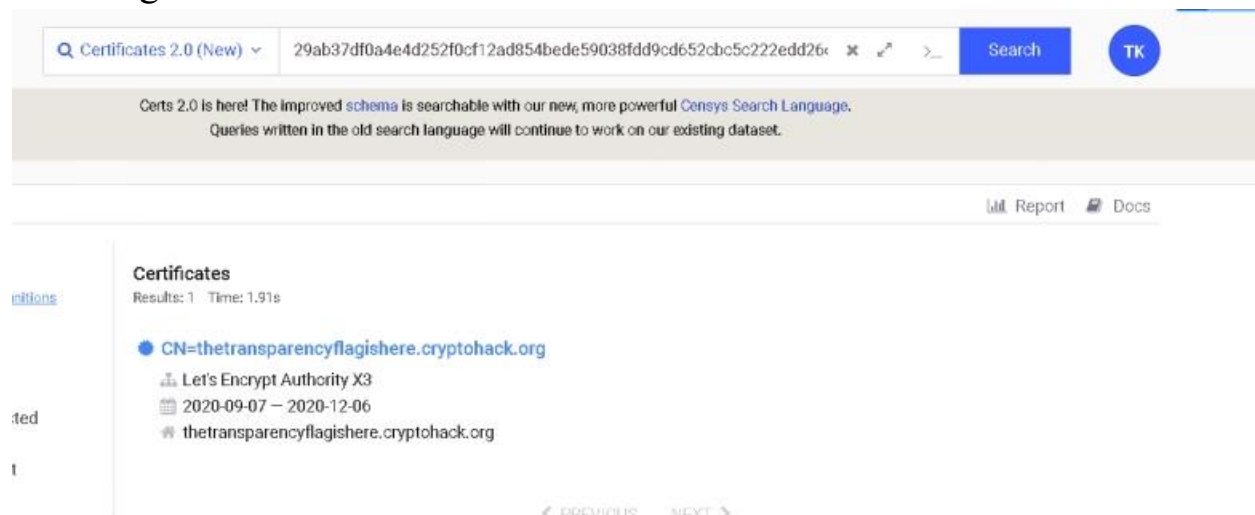 Certificates 2.0 (New) 29ab37df0a4e4d252f0cf12ad854bede59038fdd9cd652cbc5c222edd26 Search TK
Certs 2.0 is here! The improved schema is searchable with our new, more powerful Censys Search Language.
Queries written in the old search language will continue to work on our existing dataset.
Report Docs
Certificates
Results: 1 Time: 1.91s
CN=thetransparencyflagishere.cryptohack.org
Let's Encrypt Authority X3
2020-09-07 – 2020-12-06
thetransparencyflagishere.cryptohack.org
PREVIOUS NEXT